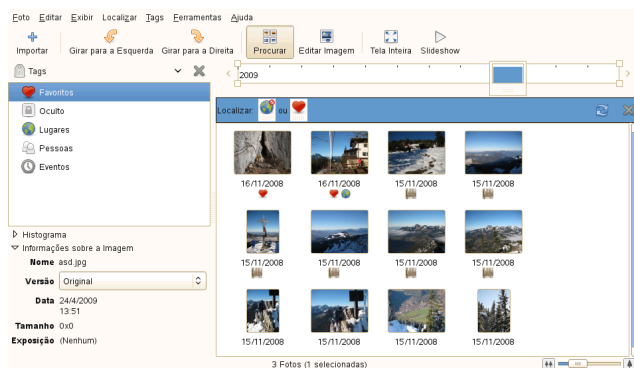 Foto Editar Exibir Localizar Tags Ferramentas Ajuda
Importar Girar para a Esquerda Girar para a Direita Procurar Editar Imagem Tela Inteira Slideshow
Tags
2009
Favoritos
Oculto
Lugares
Pessoas
Eventos
Localizar: ou
16/11/2008 16/11/2008 15/11/2008 15/11/2008
15/11/2008 15/11/2008 15/11/2008 15/11/2008
15/11/2008 15/11/2008 15/11/2008 15/11/2008
Histograma
Informações sobre a Imagem
Nome asd.jpg
Versão Original
Data 24/4/2009
13:51
Tamanho 0x0
Exposição (Nenhum)
3 Fotos (1 selecionadas)